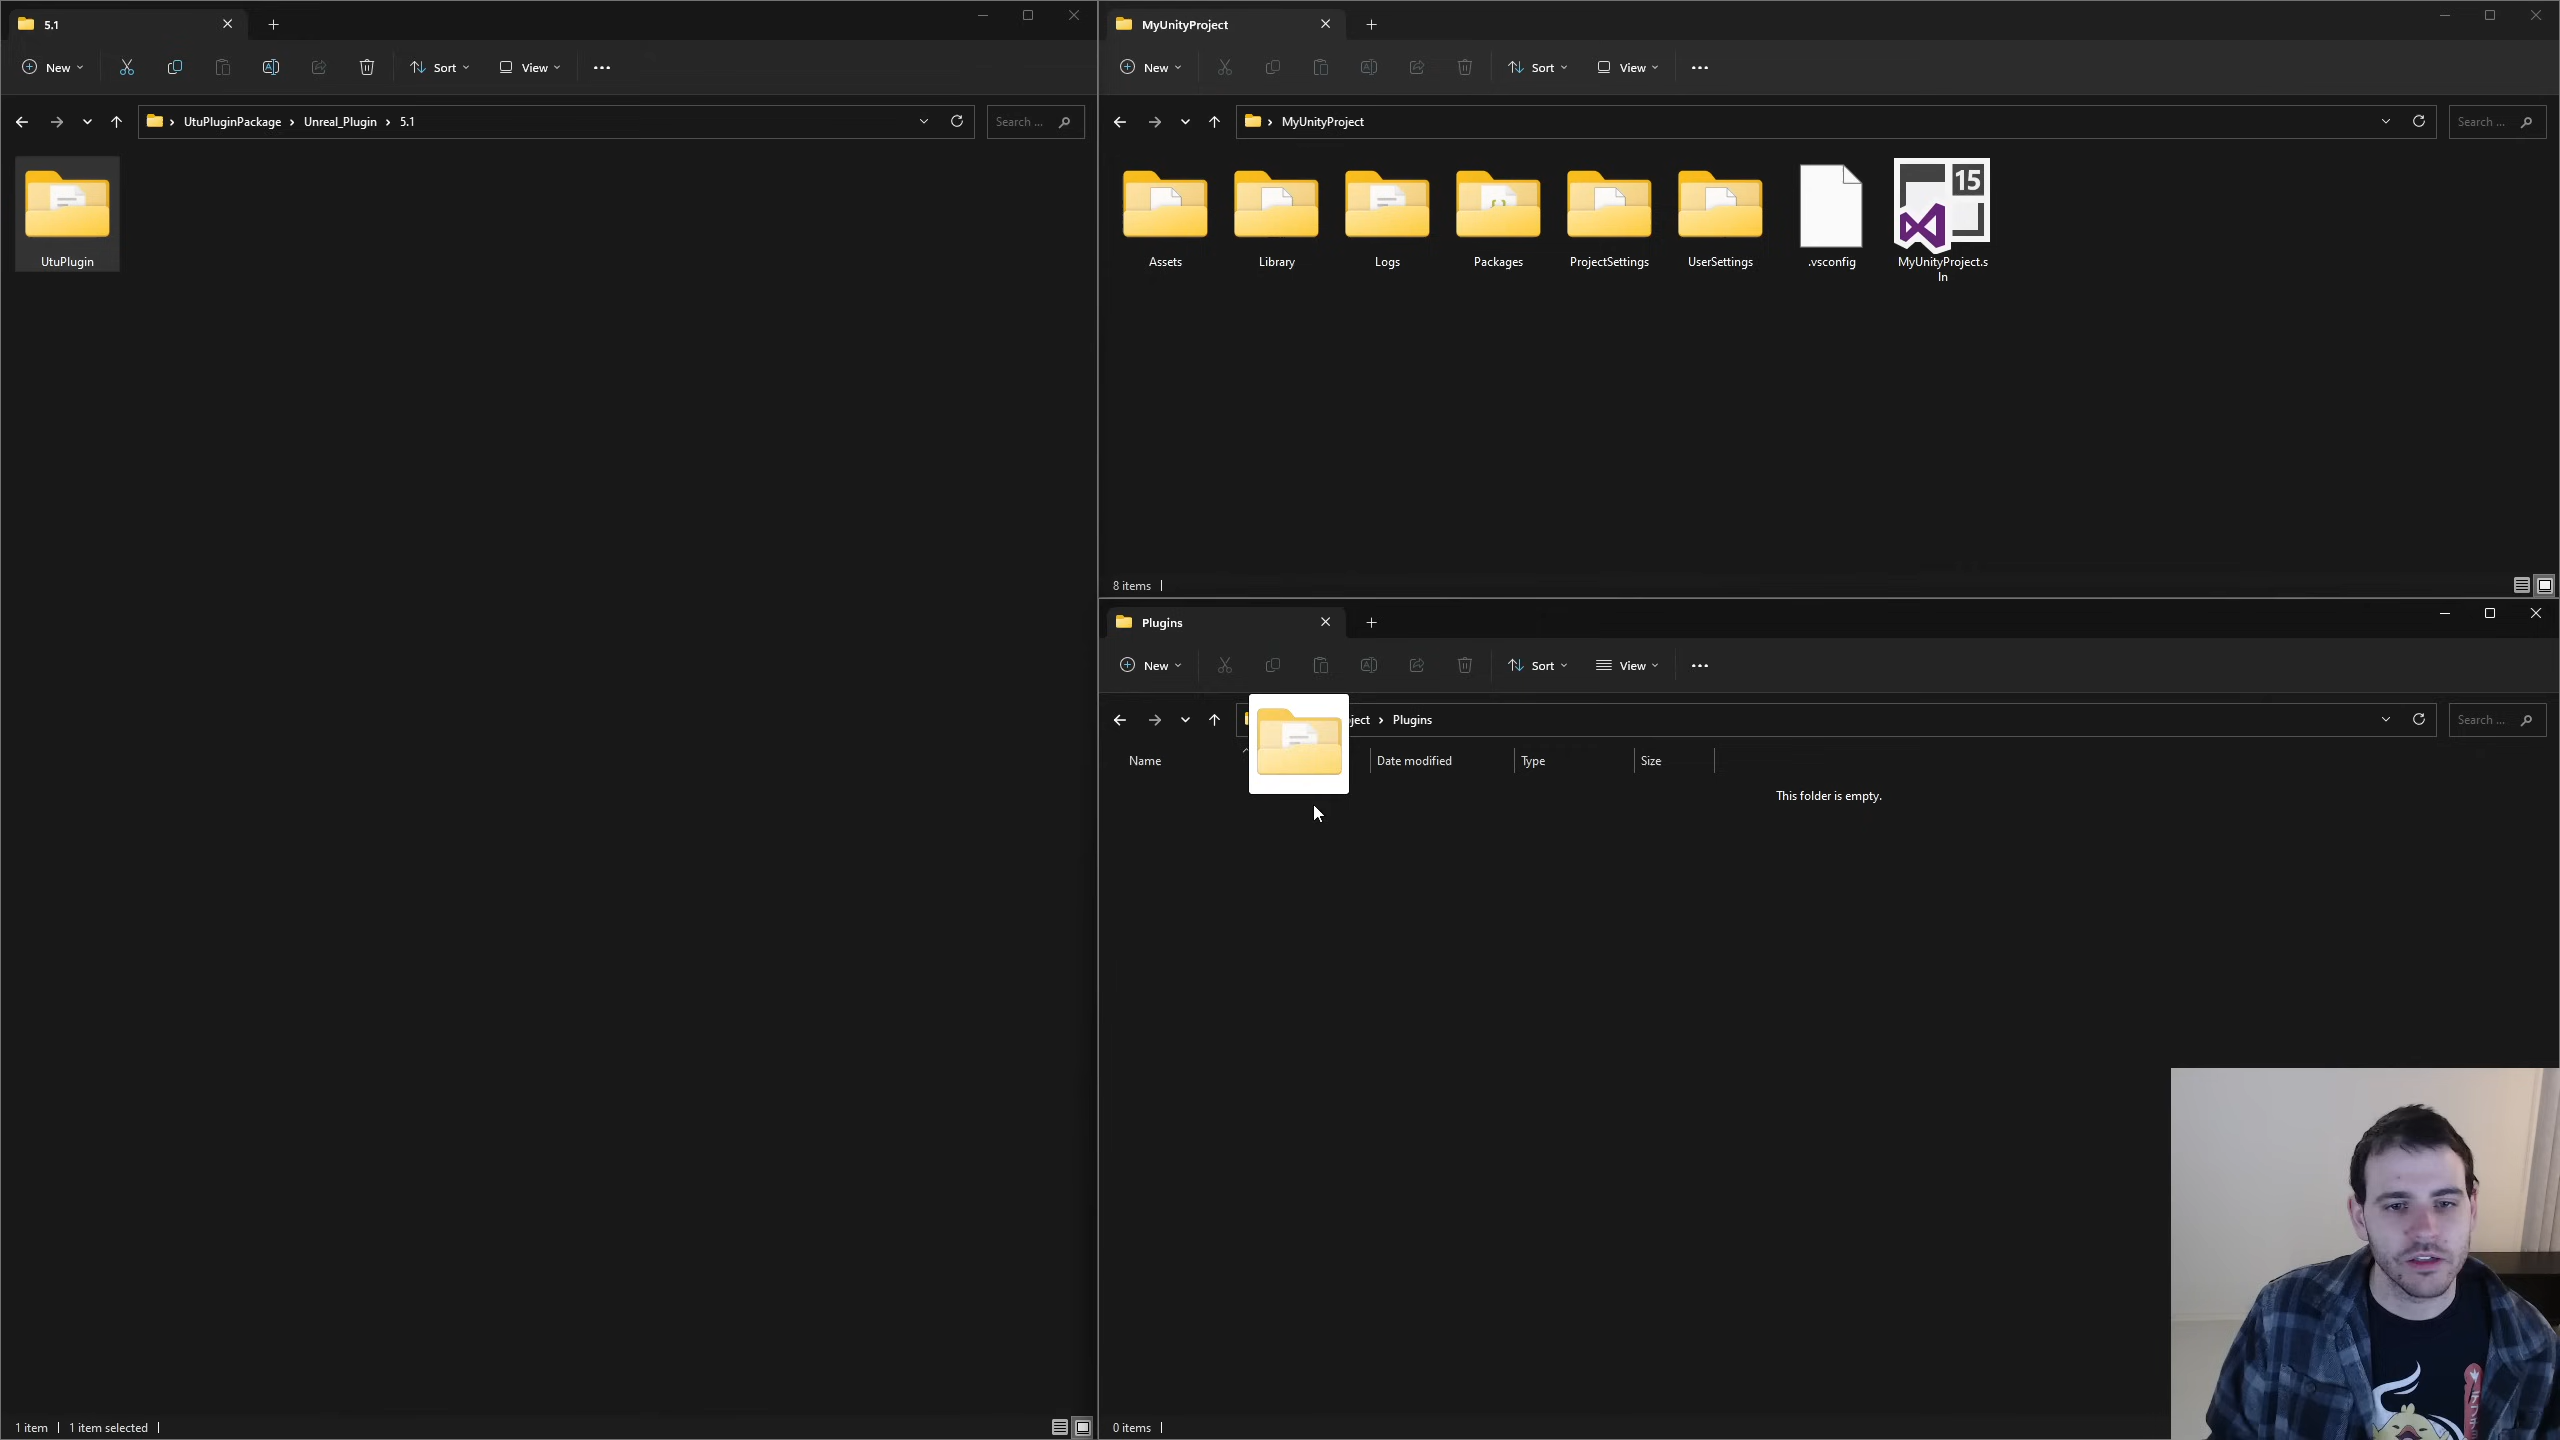 5.1
New
Sort
View
UtuPluginPackage
Unreal_Plugin
5.1
Search ...
UtuPlugin
1 item
1 item selected
MyUnityProject
New
Sort
View
MyUnityProject
Search ...
Assets
Library
Logs
Packages
ProjectSettings
UserSettings
.vsconfig
15
MyUnityProject.s
ln
8 items
Plugins
New
Sort
View
ject
Plugins
Search ...
Name
Date modified
Type
Size
This folder is empty.
0 items